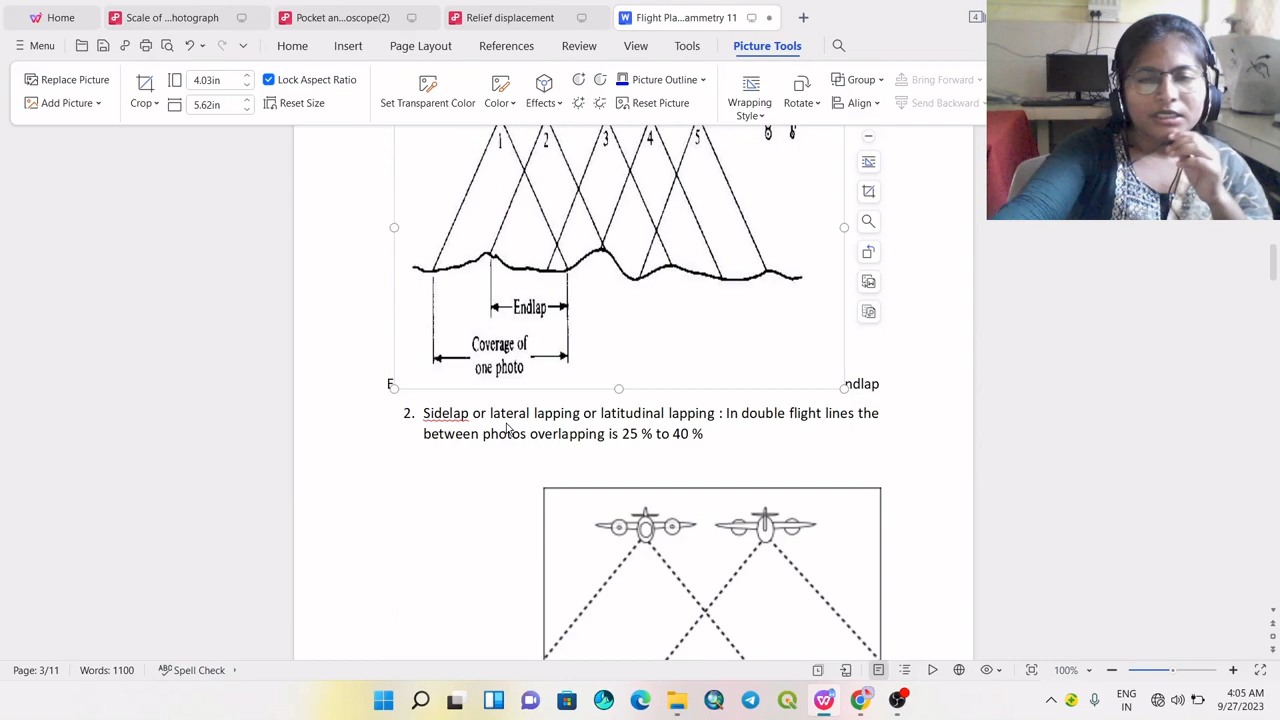 Home
Scale of ...hotograph
Pocket an...oscope(2)
Relief displacement
Flight Pla...ammetry 11
4
Menu
Home
Insert
Page Layout
References
Review
View
Tools
Picture Tools
Replace Picture
4.03in
Lock Aspect Ratio
Picture Outline
Group
Bring Forward
Add Picture
Crop
5.92in
Reset Size
Set Transparent Color
Color
Effects
Reset Picture
Wrapping
Style
Rotate
Align
Send Backward
1 2 3 4 5
Endlap
Coverage of
one photo
E
ndlap
2. Sidelap or lateral lapping or latitudinal lapping : In double flight lines the
between photos overlapping is 25 % to 40 %
Page: 3/11
Words: 1100
ABC
Spell Check
100%
ENG
IN
4:05 AM
9/27/2023